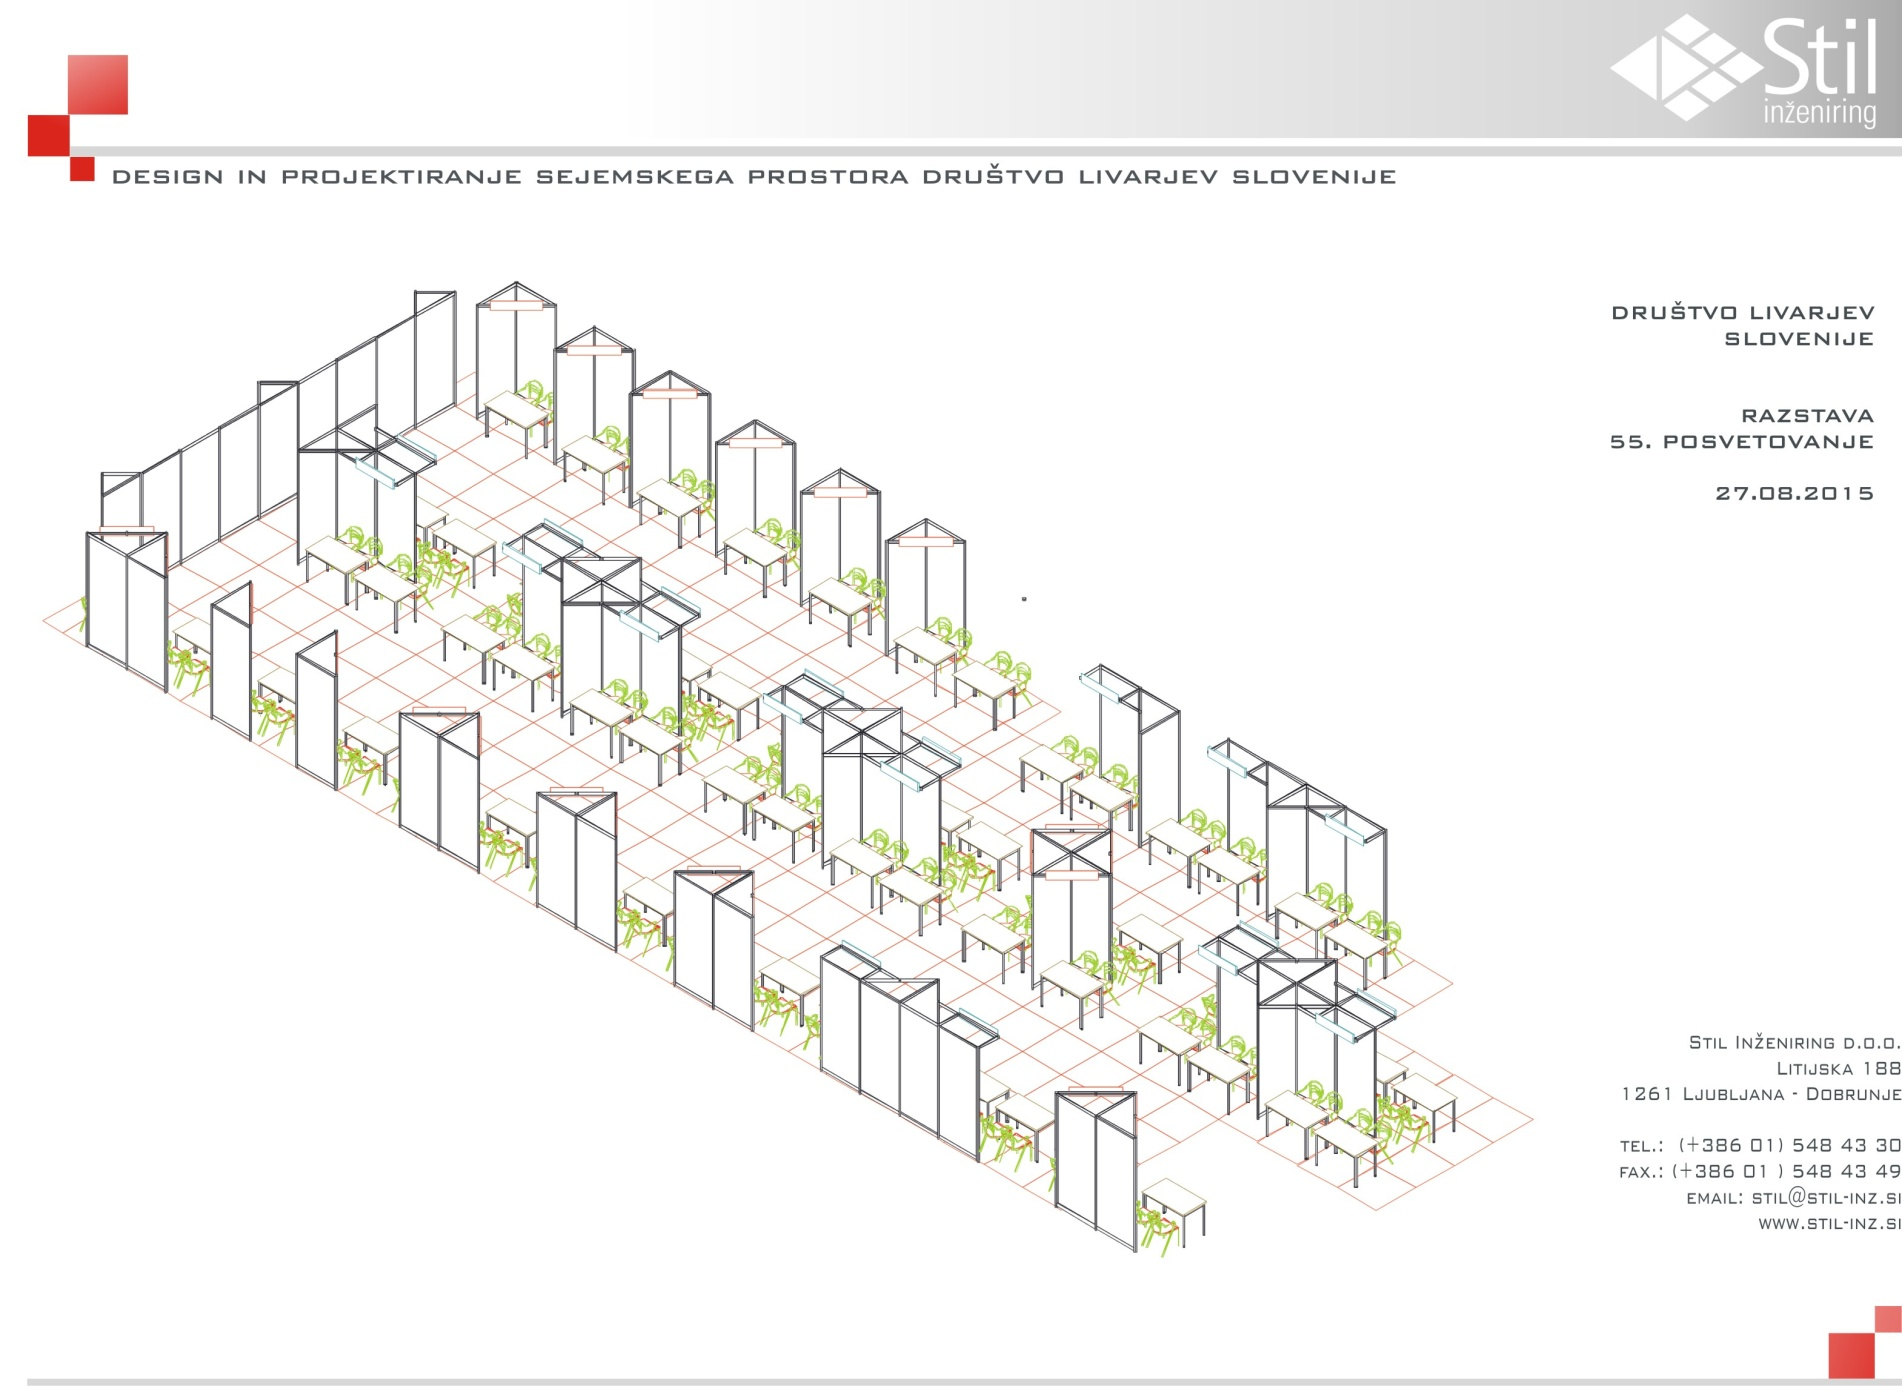 Stil
inženiring
DESIGN IN PROJEKTIRANJE SEJEMSKEGA PROSTORA DRUŠTVO LIVARJEV SLOVENIJE
DRUŠTVO LIVARJEV
SLOVENIJE
RAZSTAVA
55. POSVETOVANJE
27.08.2015
STIL INŽENIRING D.O.O.
LITIJSKA 188
1261 LJUBLJANA - DOBRUNJE
TEL.: (+386 01) 548 43 30
FAX.: (+386 01 ) 548 43 49
EMAIL: STIL@STIL-INZ.SI
WWW.STIL-INZ.SI